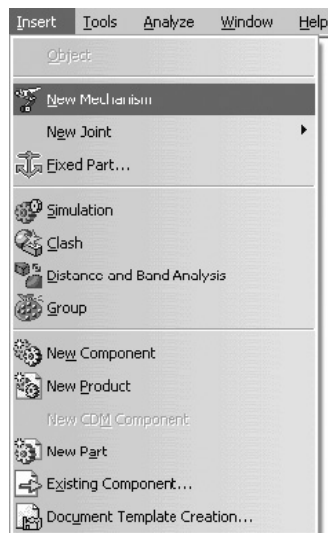 Insert Tools Analyze Window Help
Object
New Mechanism
New Joint
Fixed Part...
Simulation
Clash
Distance and Band Analysis
Group
New Component
New Product
New CDM Component
New Part
Existing Component...
Document Template Creation...